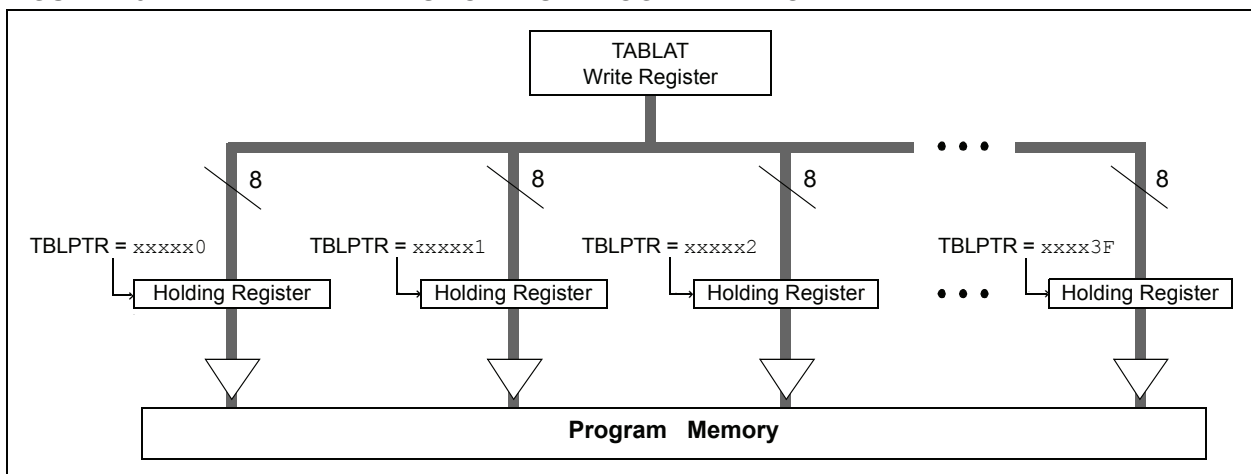 TABLAT
Write Register
8 8 8 8
TBLPTR = xxxxx0 TBLPTR = xxxxx1 TBLPTR = xxxxx2 TBLPTR = xxxx3F
Holding Register Holding Register Holding Register Holding Register
Program Memory